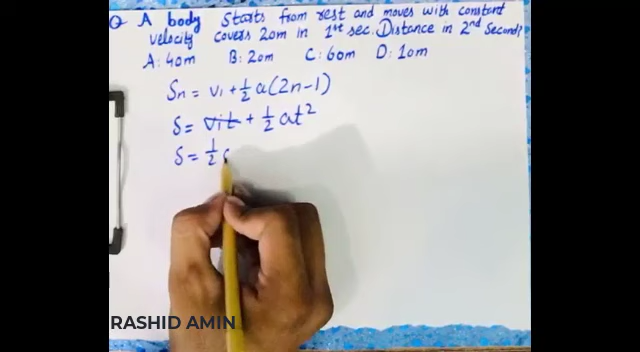 Q A body starts from rest and moves with constant
velocity covers 20m in 1st sec. Distance in 2nd Second?
A: 40m B: 20m C: 60m D: 10m
Sn = Vi + 1/2 a(2n-1)
S = Vit + 1/2 at²
S = 1/2
RASHID AMIN